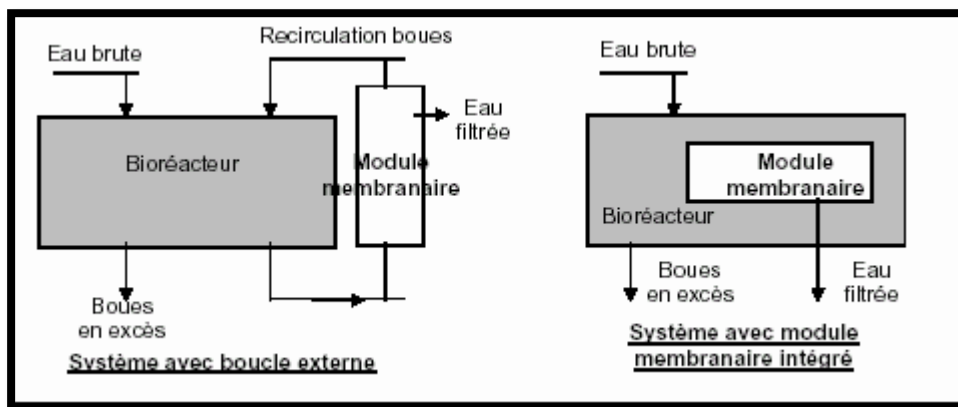 Recirculation boues
Eau brute
Eau
filtrée
Bioréacteur
Module
membranaire
Boues
en excès
Système avec boucle externe
Eau brute
Module
membranaire
Bioréacteur
Boues
en excès
Eau
filtrée
Système avec module
membranaire intégré